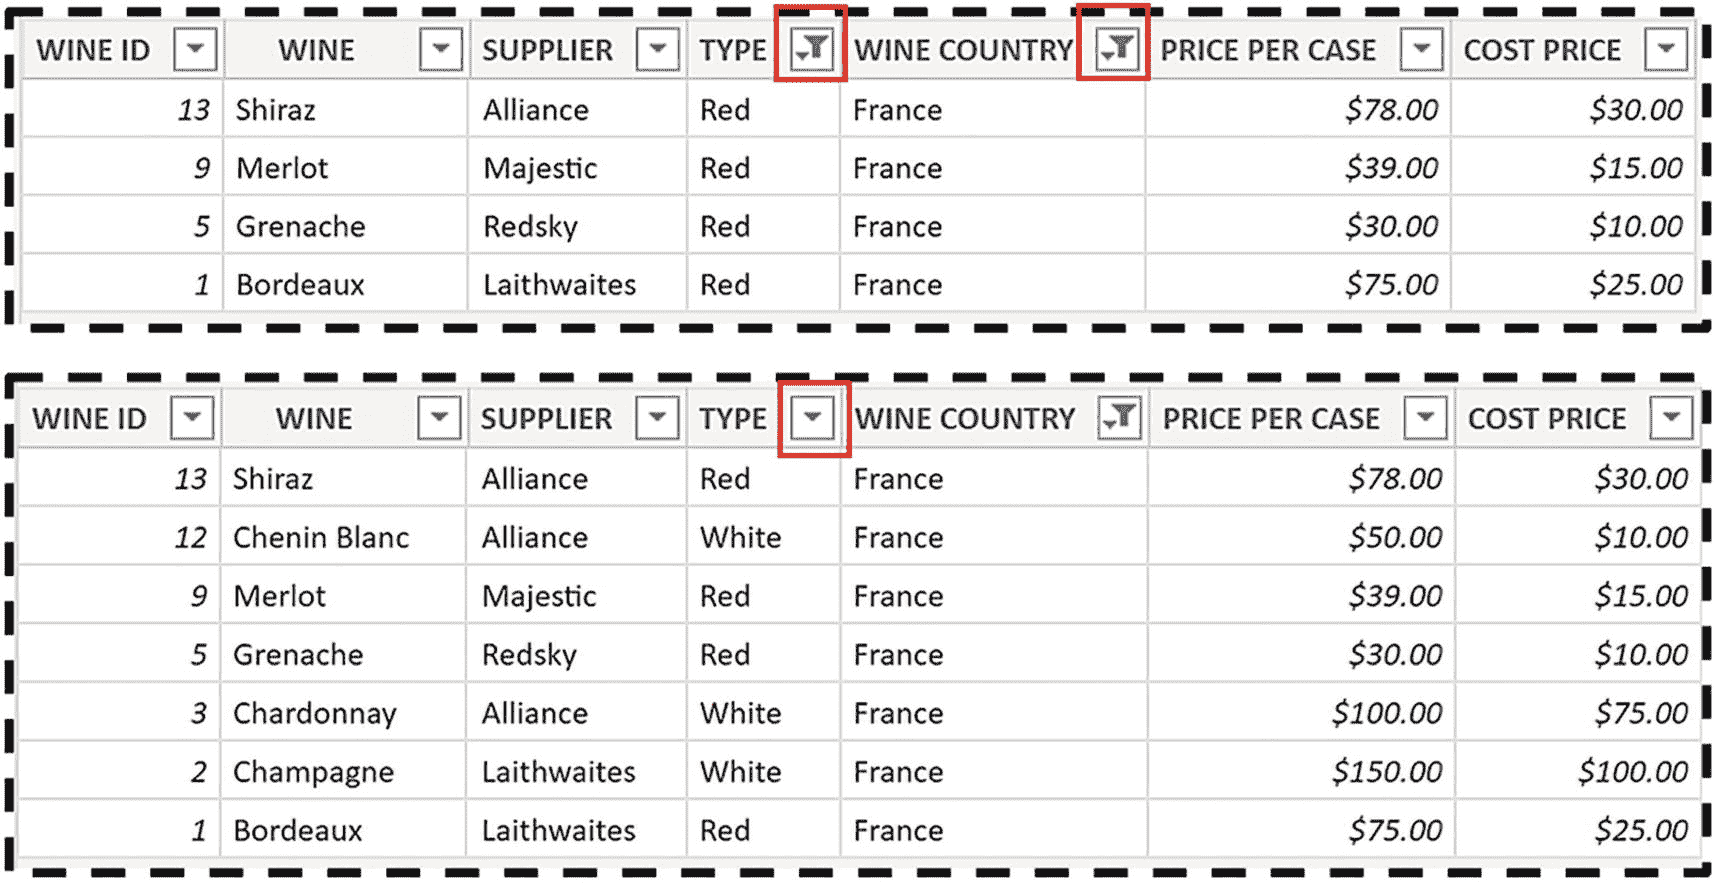 WINE ID WINE SUPPLIER TYPE WINE COUNTRY PRICE PER CASE COST PRICE
13 Shiraz Alliance Red France $78.00 $30.00
9 Merlot Majestic Red France $39.00 $15.00
5 Grenache Redsky Red France $30.00 $10.00
1 Bordeaux Laithwaites Red France $75.00 $25.00
WINE ID WINE SUPPLIER TYPE WINE COUNTRY PRICE PER CASE COST PRICE
13 Shiraz Alliance Red France $78.00 $30.00
12 Chenin Blanc Alliance White France $50.00 $10.00
9 Merlot Majestic Red France $39.00 $15.00
5 Grenache Redsky Red France $30.00 $10.00
3 Chardonnay Alliance White France $100.00 $75.00
2 Champagne Laithwaites White France $150.00 $100.00
1 Bordeaux Laithwaites Red France $75.00 $25.00